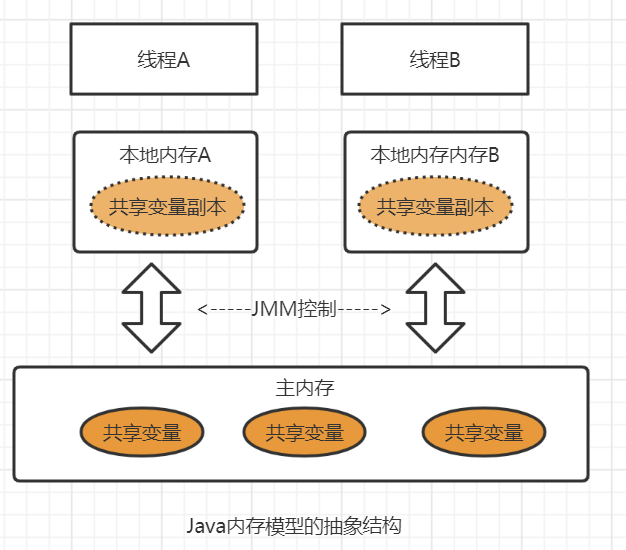 线程A
线程B
本地内存A
本地内存内存B
共享变量副本
共享变量副本
<-----JMM控制----->
主内存
共享变量
共享变量
共享变量
Java内存模型的抽象结构